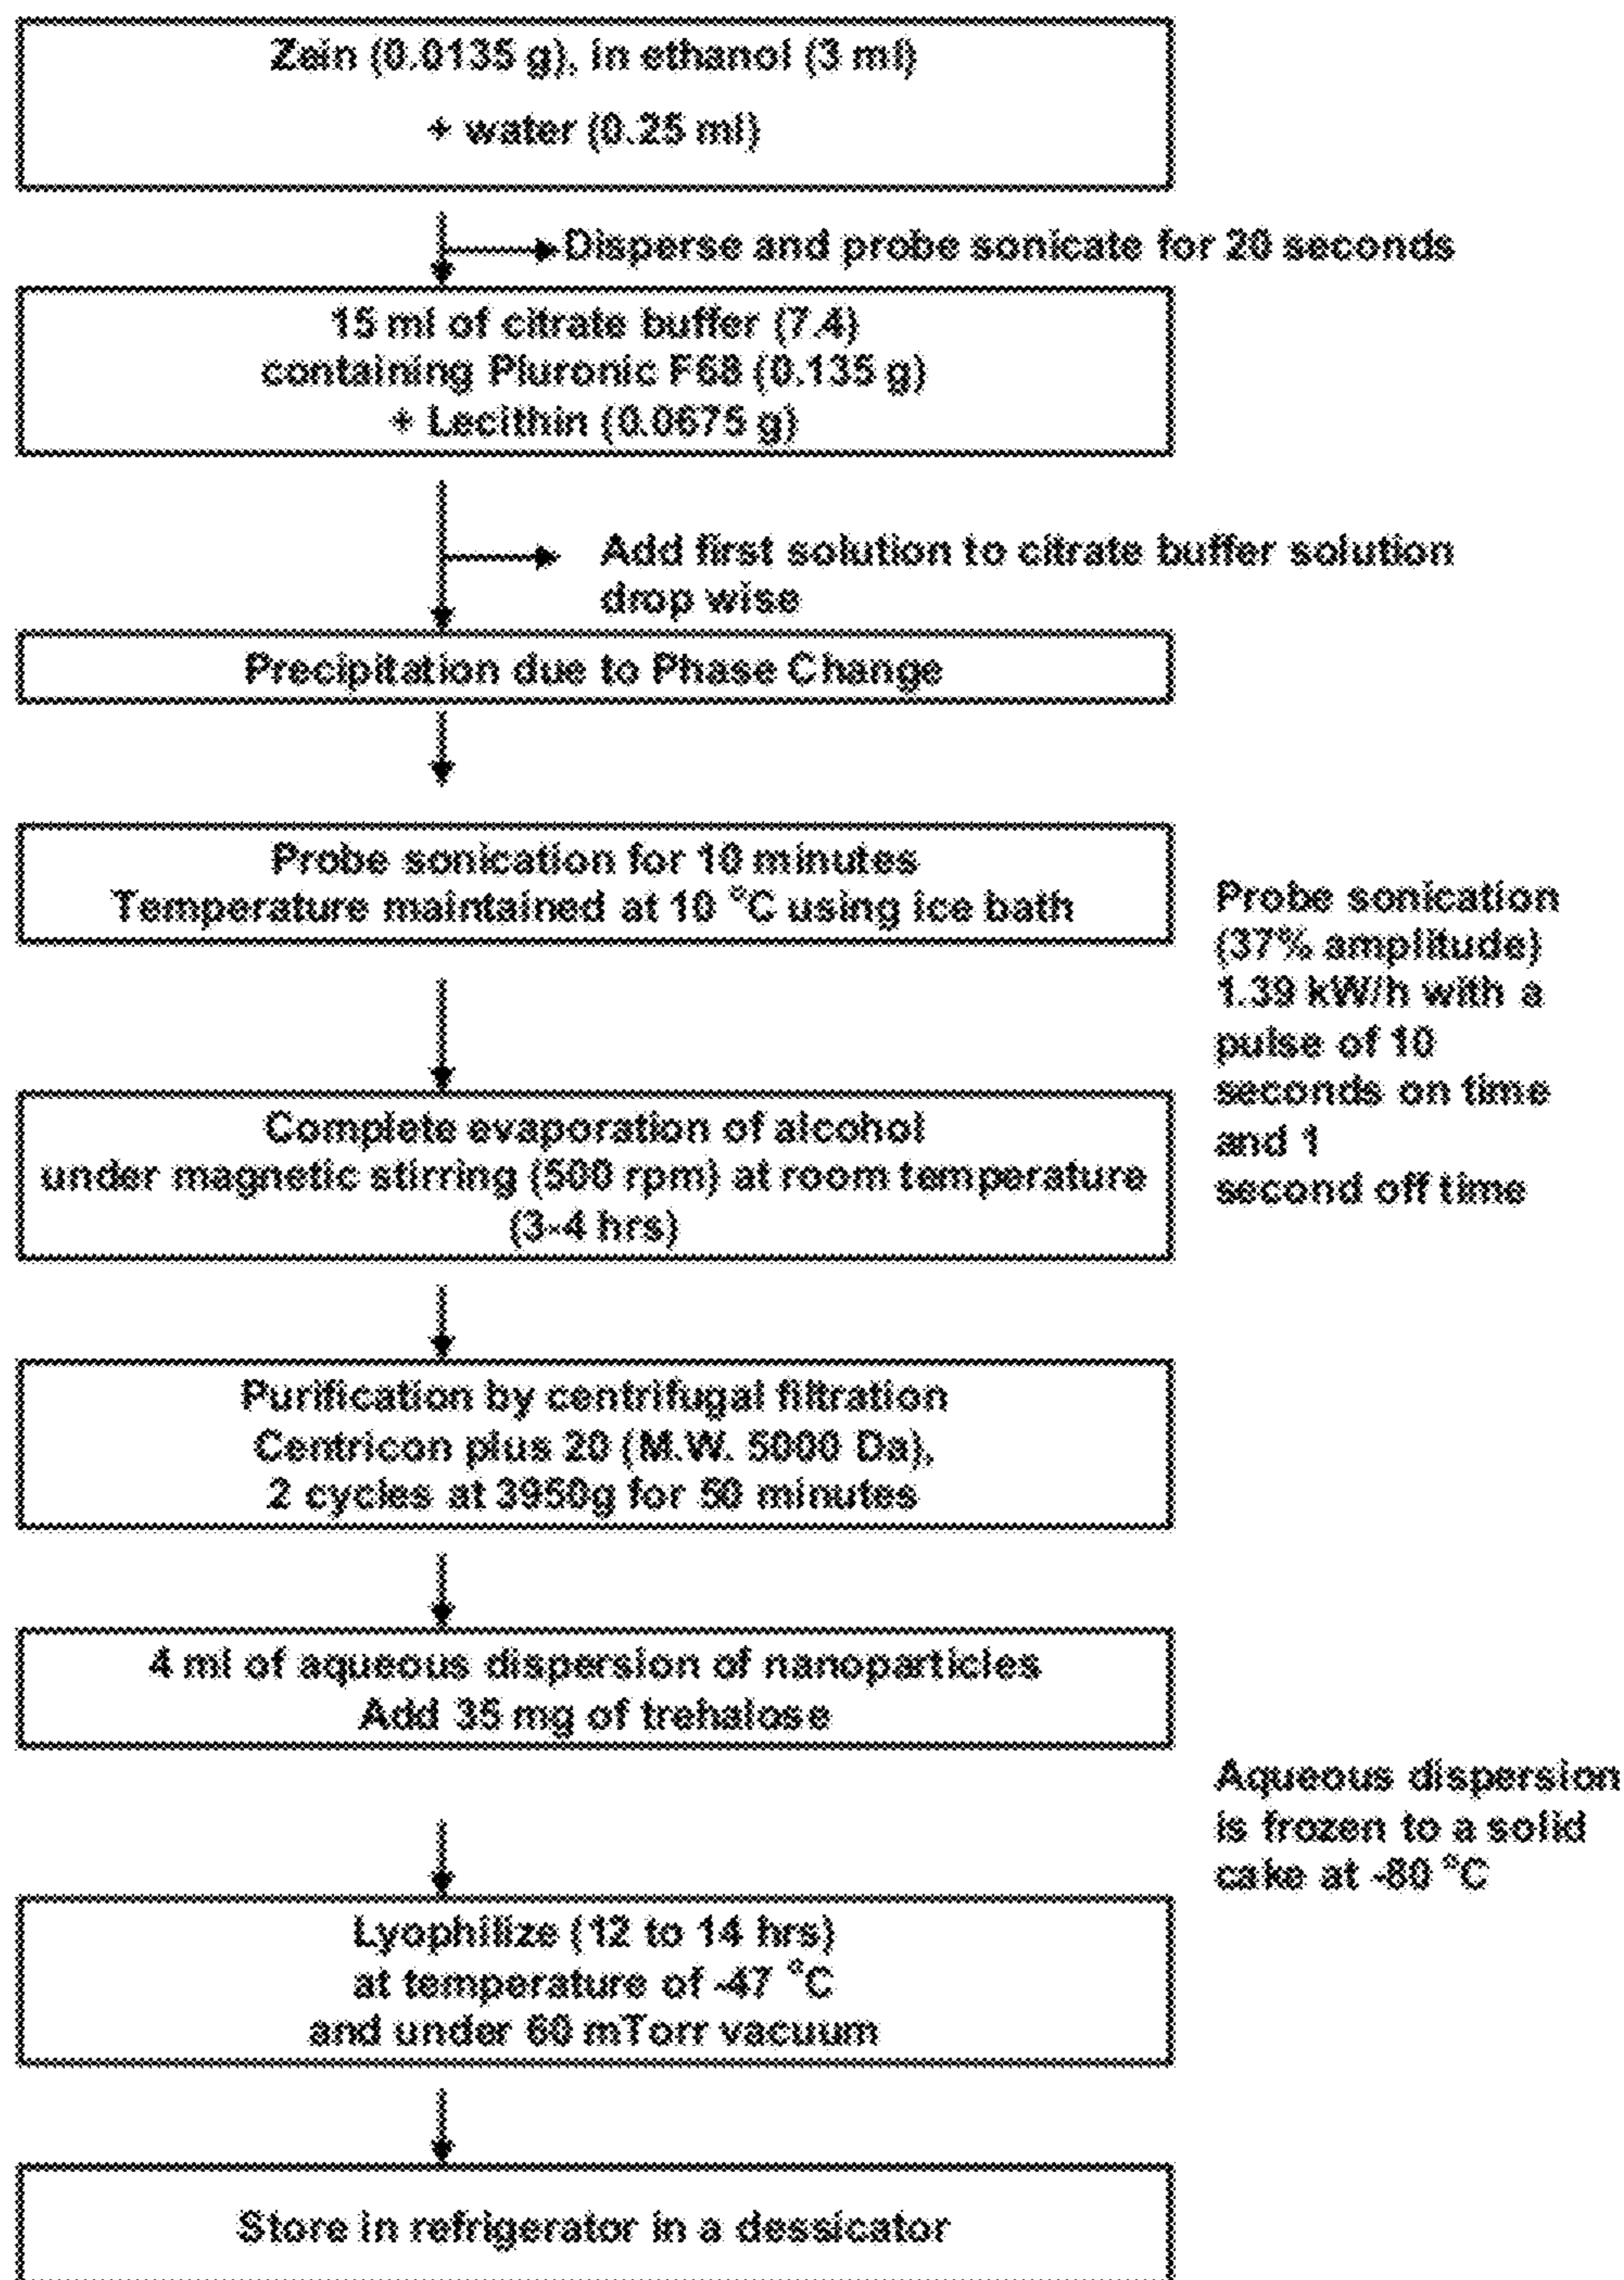 Zein (0.0135 g), in ethanol (3 ml)
+ water (0.25 ml)
Disperse and probe sonicate for 20 seconds
15 ml of citrate buffer (7.4)
containing Pluronic F68 (0.135 g)
+ Lecithin (0.0675 g)
Add first solution to citrate buffer solution
drop wise
Precipitation due to Phase Change
Probe sonication for 10 minutes
Temperature maintained at 10 °C using ice bath
Probe sonication
(37% amplitude)
1.39 kW/h with a
pulse of 10
seconds on time
and 1
second off time
Complete evaporation of alcohol
under magnetic stirring (500 rpm) at room temperature
(3-4 hrs)
Purification by centrifugal filtration
Centricon plus 20 (M.W. 5000 Da),
2 cycles at 3950g for 50 minutes
4 ml of aqueous dispersion of nanoparticles
Add 35 mg of trehalose
Aqueous dispersion
is frozen to a solid
cake at -80 °C
Lyophilize (12 to 14 hrs)
at temperature of -47 °C
and under 60 mTorr vacuum
Store in refrigerator in a dessicator